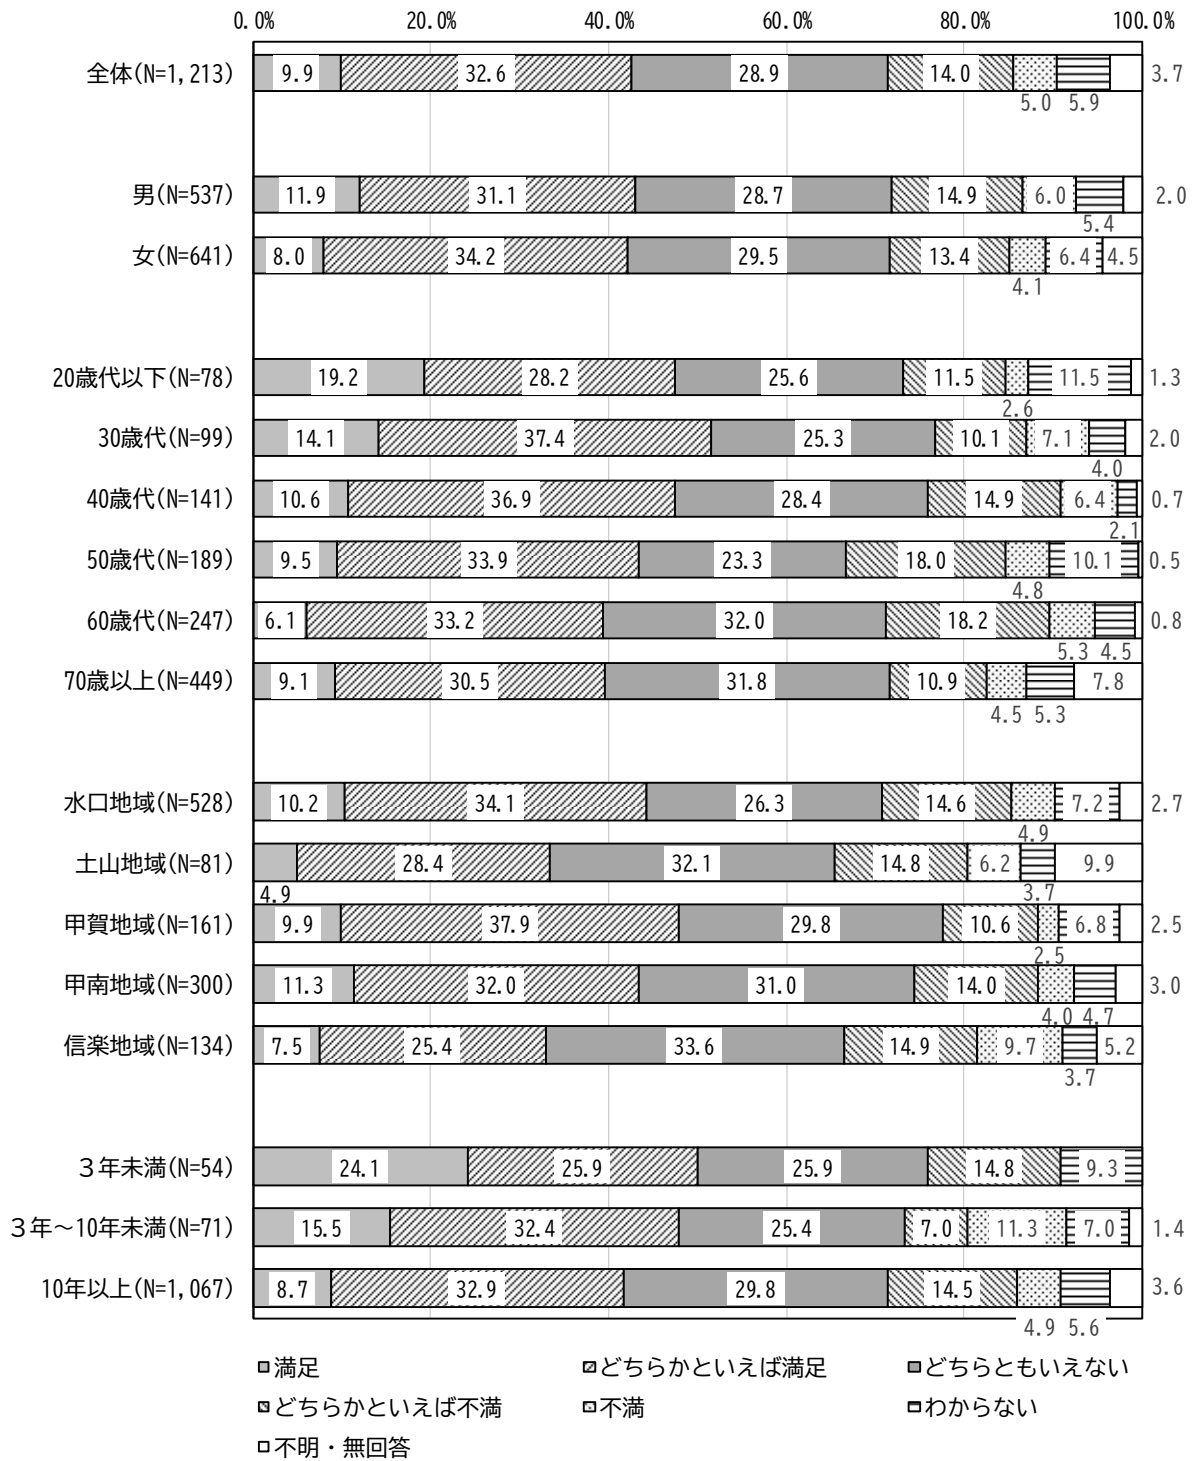 0.0% 20.0% 40.0% 60.0% 80.0% 100.0%
全体(N=1,213) 9.9 32.6 28.9 14.0 3.7
5.0 5.9
男(N=537) 11.9 31.1 28.7 14.9 6.0 2.0
5.4
女(N=641) 8.0 34.2 29.5 13.4 6.4 4.5
4.1
20歳代以下(N=78) 19.2 28.2 25.6 11.5 11.5 1.3
2.6
30歳代(N=99) 14.1 37.4 25.3 10.1 7.1 2.0
4.0
40歳代(N=141) 10.6 36.9 28.4 14.9 6.4 0.7
2.1
50歳代(N=189) 9.5 33.9 23.3 18.0 10.1 0.5
4.8
60歳代(N=247) 6.1 33.2 32.0 18.2 0.8
5.3 4.5
70歳以上(N=449) 9.1 30.5 31.8 10.9 7.8
4.5 5.3
水口地域(N=528) 10.2 34.1 26.3 14.6 7.2 2.7
4.9
土山地域(N=81) 28.4 32.1 14.8 6.2 9.9
4.9 3.7
甲賀地域(N=161) 9.9 37.9 29.8 10.6 6.8 2.5
2.5
甲南地域(N=300) 11.3 32.0 31.0 14.0 3.0
4.0 4.7
信楽地域(N=134) 7.5 25.4 33.6 14.9 9.7 5.2
3.7
３年未満(N=54) 24.1 25.9 25.9 14.8 9.3
３年～10年未満(N=71) 15.5 32.4 25.4 7.0 11.3 7.0 1.4
10年以上(N=1,067) 8.7 32.9 29.8 14.5 3.6
4.9 5.6
満足 どちらかといえば満足 どちらともいえない
どちらかといえば不満 不満 わからない
不明・無回答